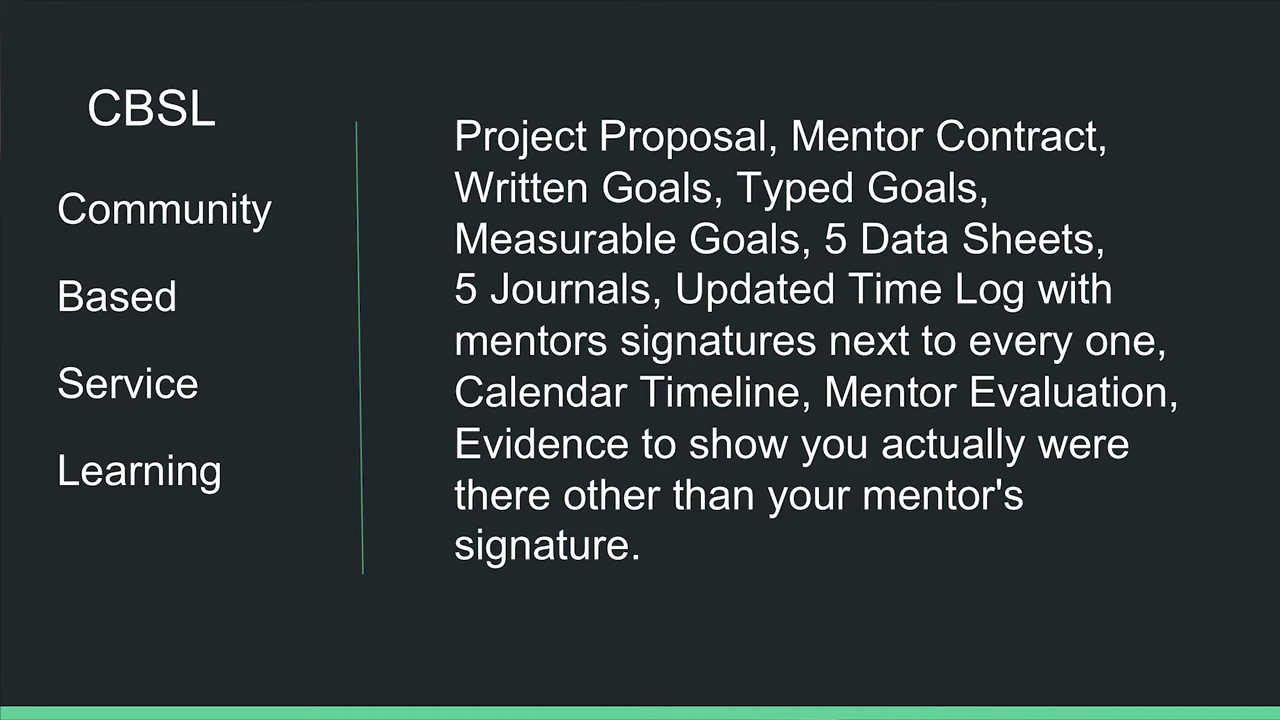 CBSL
Community
Based
Service
Learning
Project Proposal, Mentor Contract,
Written Goals, Typed Goals,
Measurable Goals, 5 Data Sheets,
5 Journals, Updated Time Log with
mentors signatures next to every one,
Calendar Timeline, Mentor Evaluation,
Evidence to show you actually were
there other than your mentor's
signature.